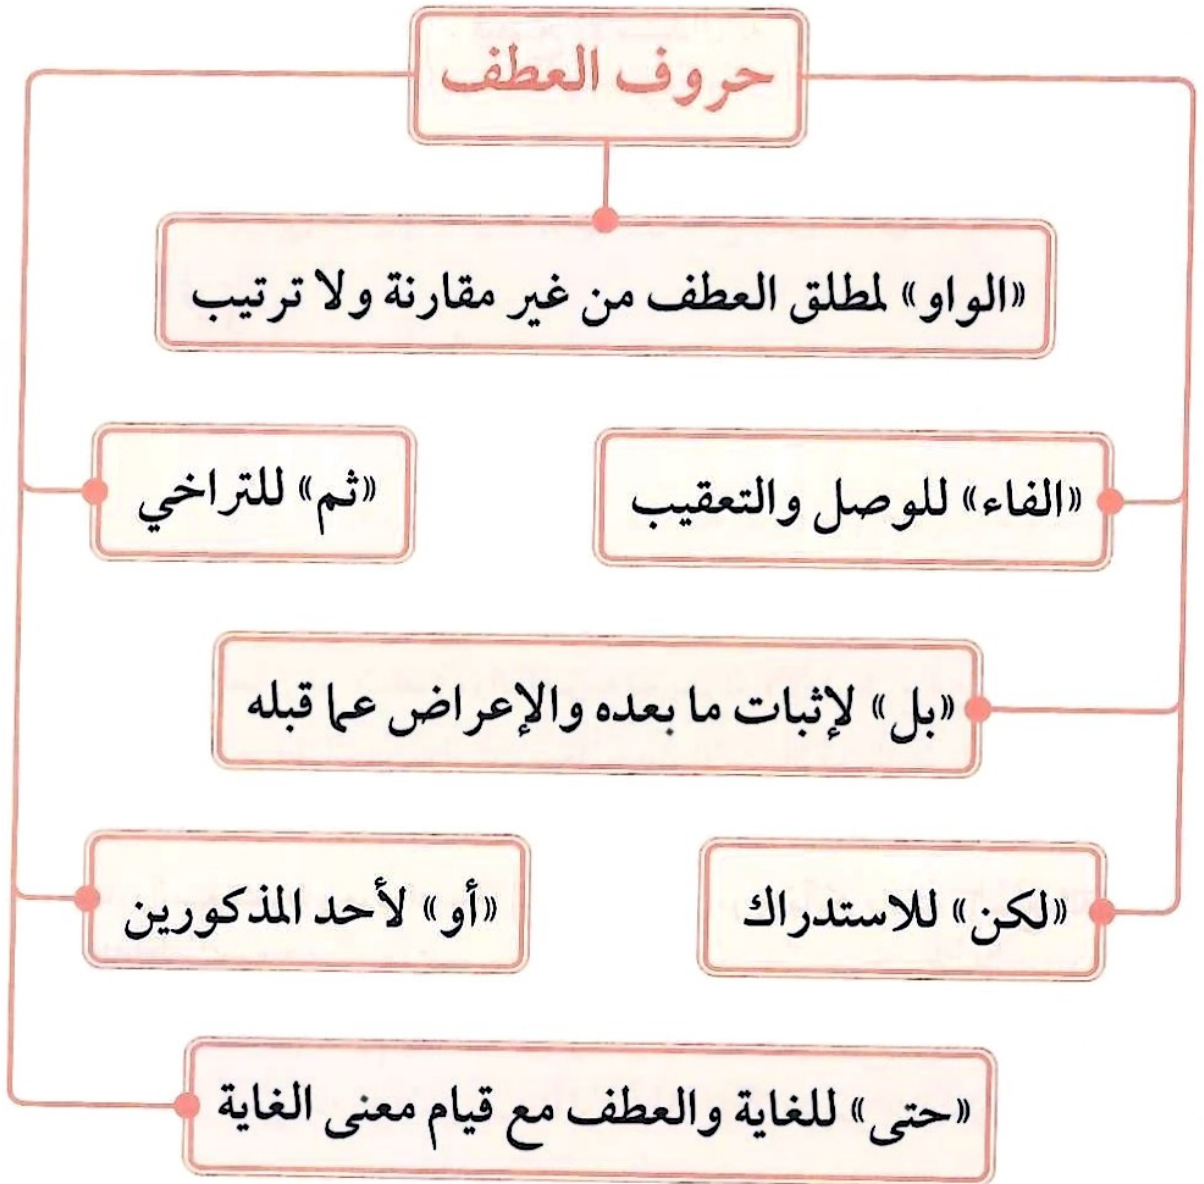 حروف العطف
«الواو» لمطلق العطف من غير مقارنة ولا ترتيب
«الفاء» للوصل والتعقيب
«ثم» للتراخي
«بل» لإثبات ما بعده والإعراض عما قبله
«لكن» للاستدراك
«أو» لأحد المذكورين
«حتى» للغاية والعطف مع قيام معنى الغاية